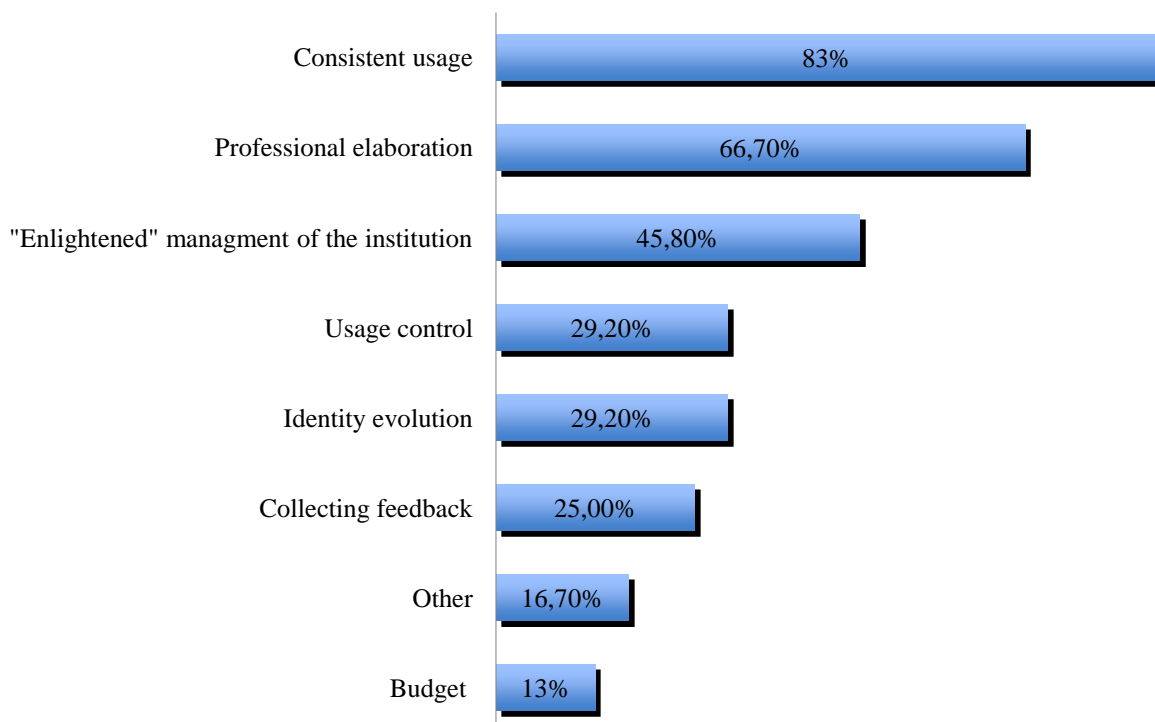 Consistent usage 83%
Professional elaboration 66,70%
"Enlightened" managment of the institution 45,80%
Usage control 29,20%
Identity evolution 29,20%
Collecting feedback 25,00%
Other 16,70%
Budget 13%